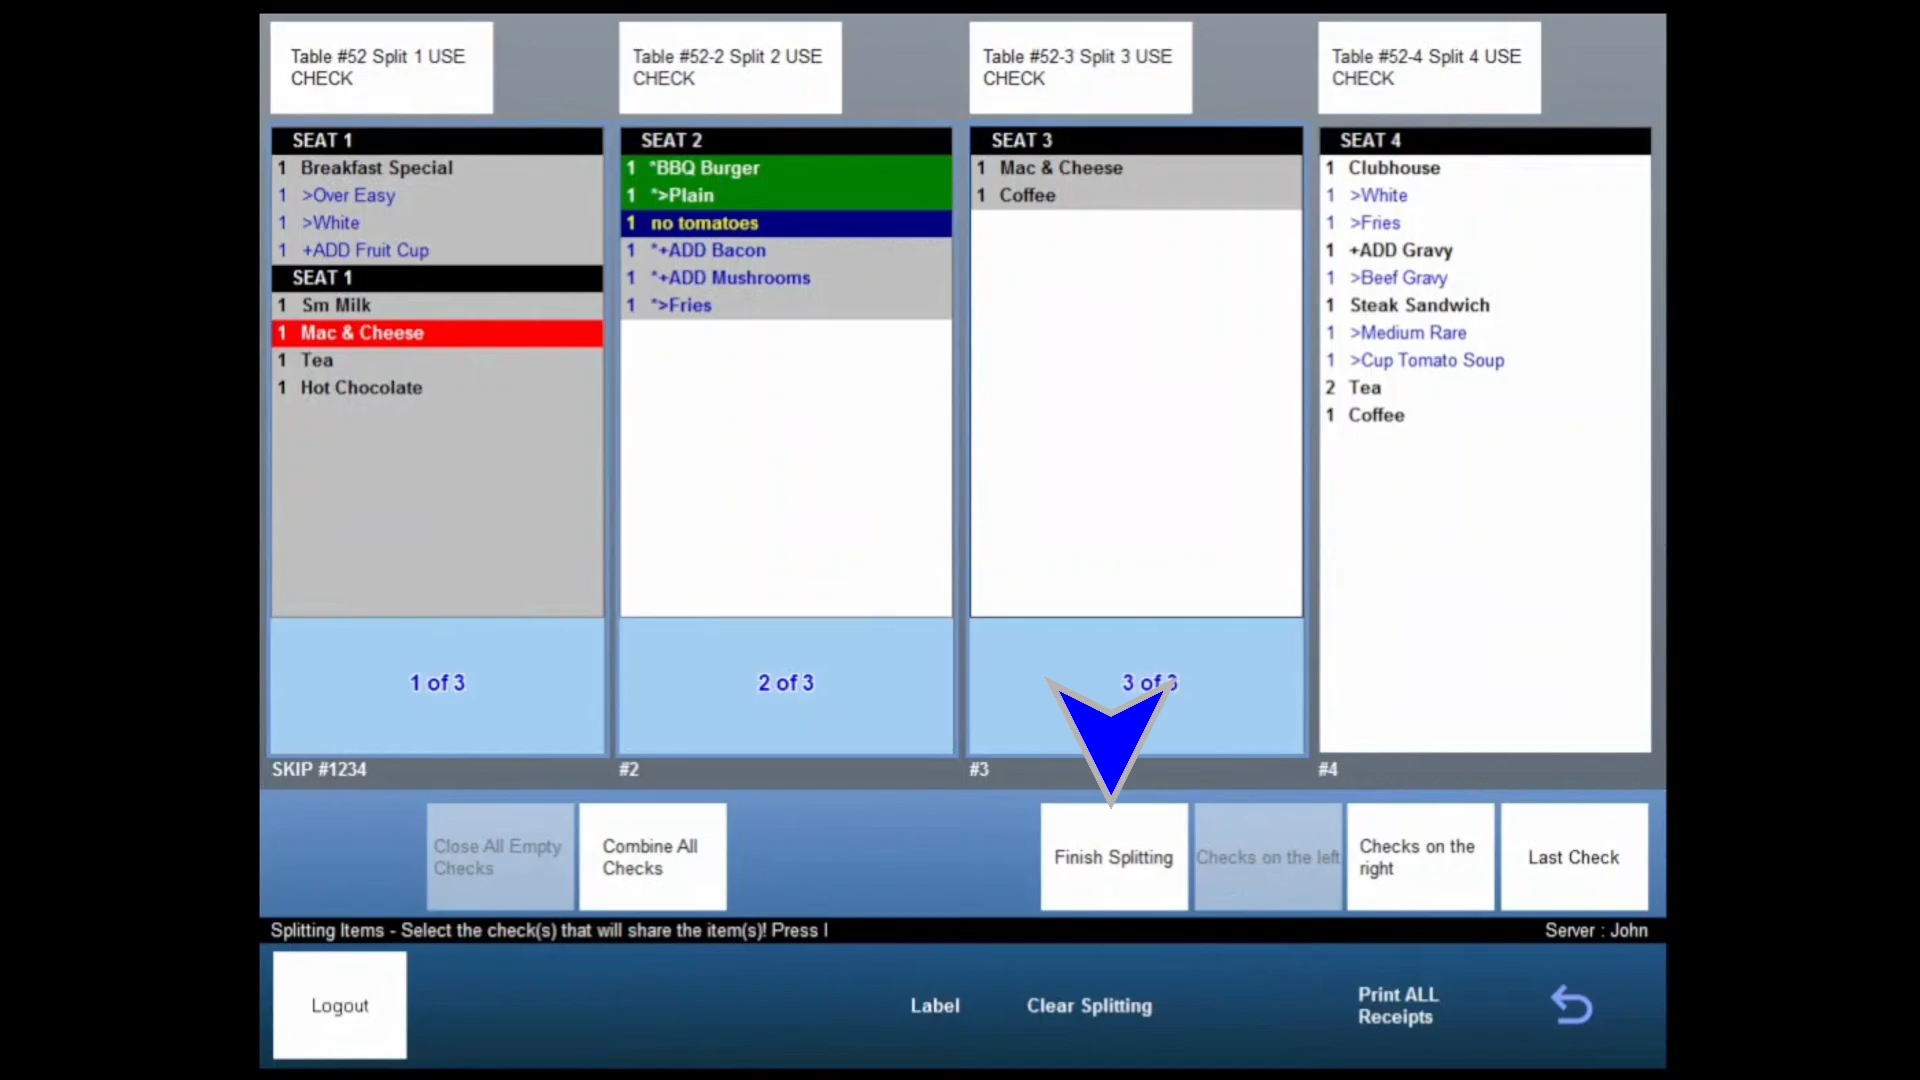 Table #52 Split 1 USE
CHECK
Table #52-2 Split 2 USE
CHECK
Table #52-3 Split 3 USE
CHECK
Table #52-4 Split 4 USE
CHECK
SEAT 1
1 Breakfast Special
1 >Over Easy
1 >White
1 +ADD Fruit Cup
SEAT 1
1 Sm Milk
1 Mac & Cheese
1 Tea
1 Hot Chocolate
1 of 3
SKIP #1234
SEAT 2
1 *BBQ Burger
1 *>Plain
1 no tomatoes
1 *+ADD Bacon
1 *+ADD Mushrooms
1 *>Fries
2 of 3
#2
SEAT 3
1 Mac & Cheese
1 Coffee
3 of 3
#3
SEAT 4
1 Clubhouse
1 >White
1 >Fries
1 +ADD Gravy
1 >Beef Gravy
1 Steak Sandwich
1 >Medium Rare
1 >Cup Tomato Soup
2 Tea
1 Coffee
#4
Close All Empty
Checks
Combine All
Checks
Finish Splitting
Checks on the left
Checks on the
right
Last Check
Splitting Items - Select the check(s) that will share the item(s)! Press I
Server : John
Logout
Label
Clear Splitting
Print ALL
Receipts